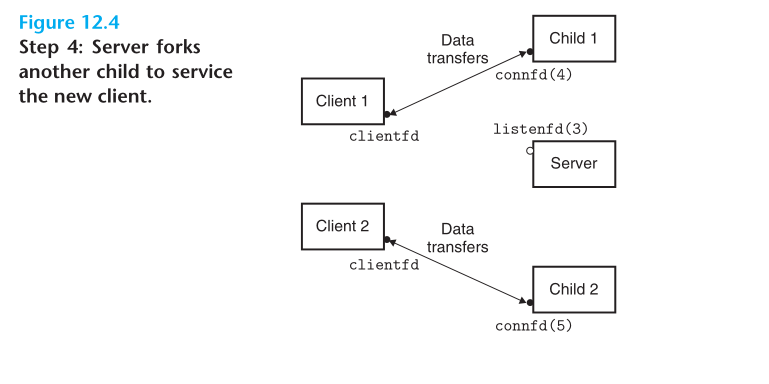 Figure 12.4
Step 4: Server forks
another child to service
the new client.
Data
transfers
Child 1
connfd(4)
Client 1
clientfd
listenfd(3)
Server
Client 2
Data
transfers
clientfd
Child 2
connfd(5)